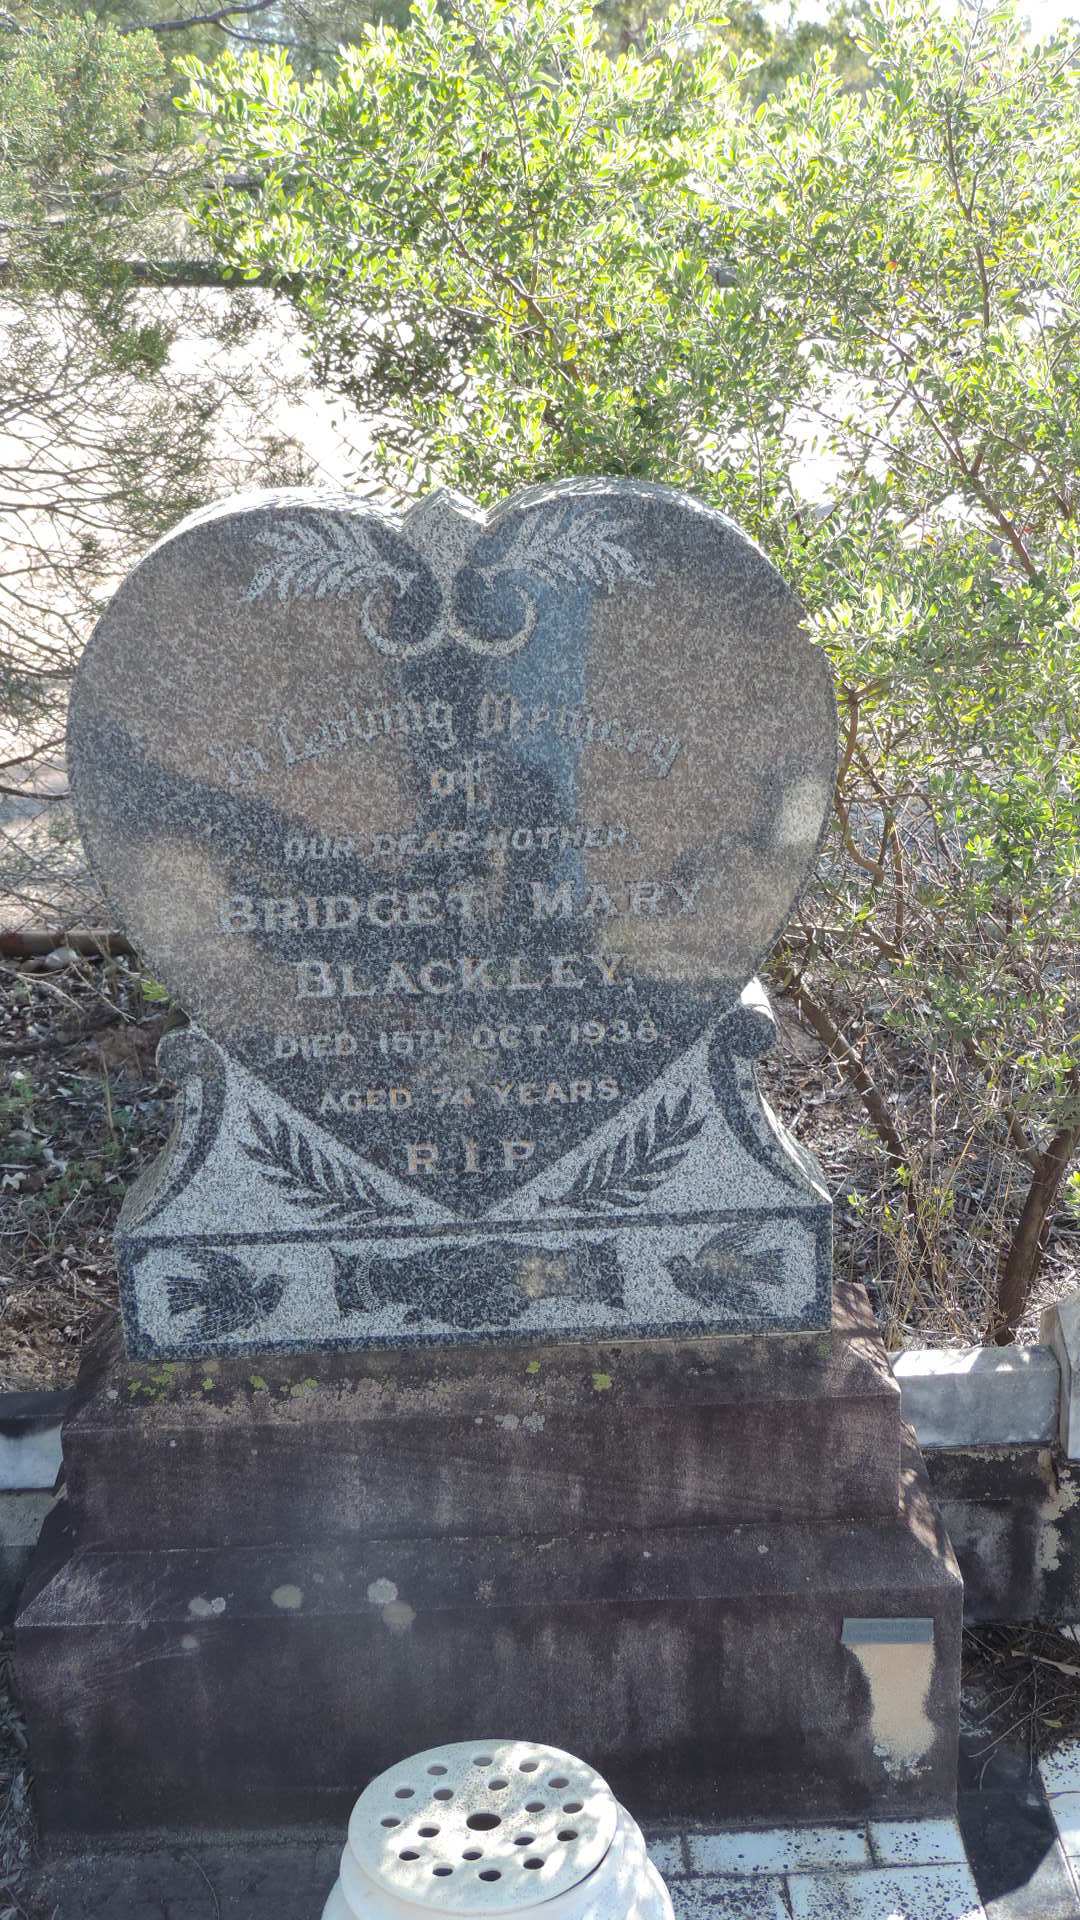 In Loving Memory
of
OUR DEAR MOTHER,
BRIDGET MARY
BLACKLEY,
DIED 15TH OCT. 1938,
AGED 74 YEARS
R.I.P.